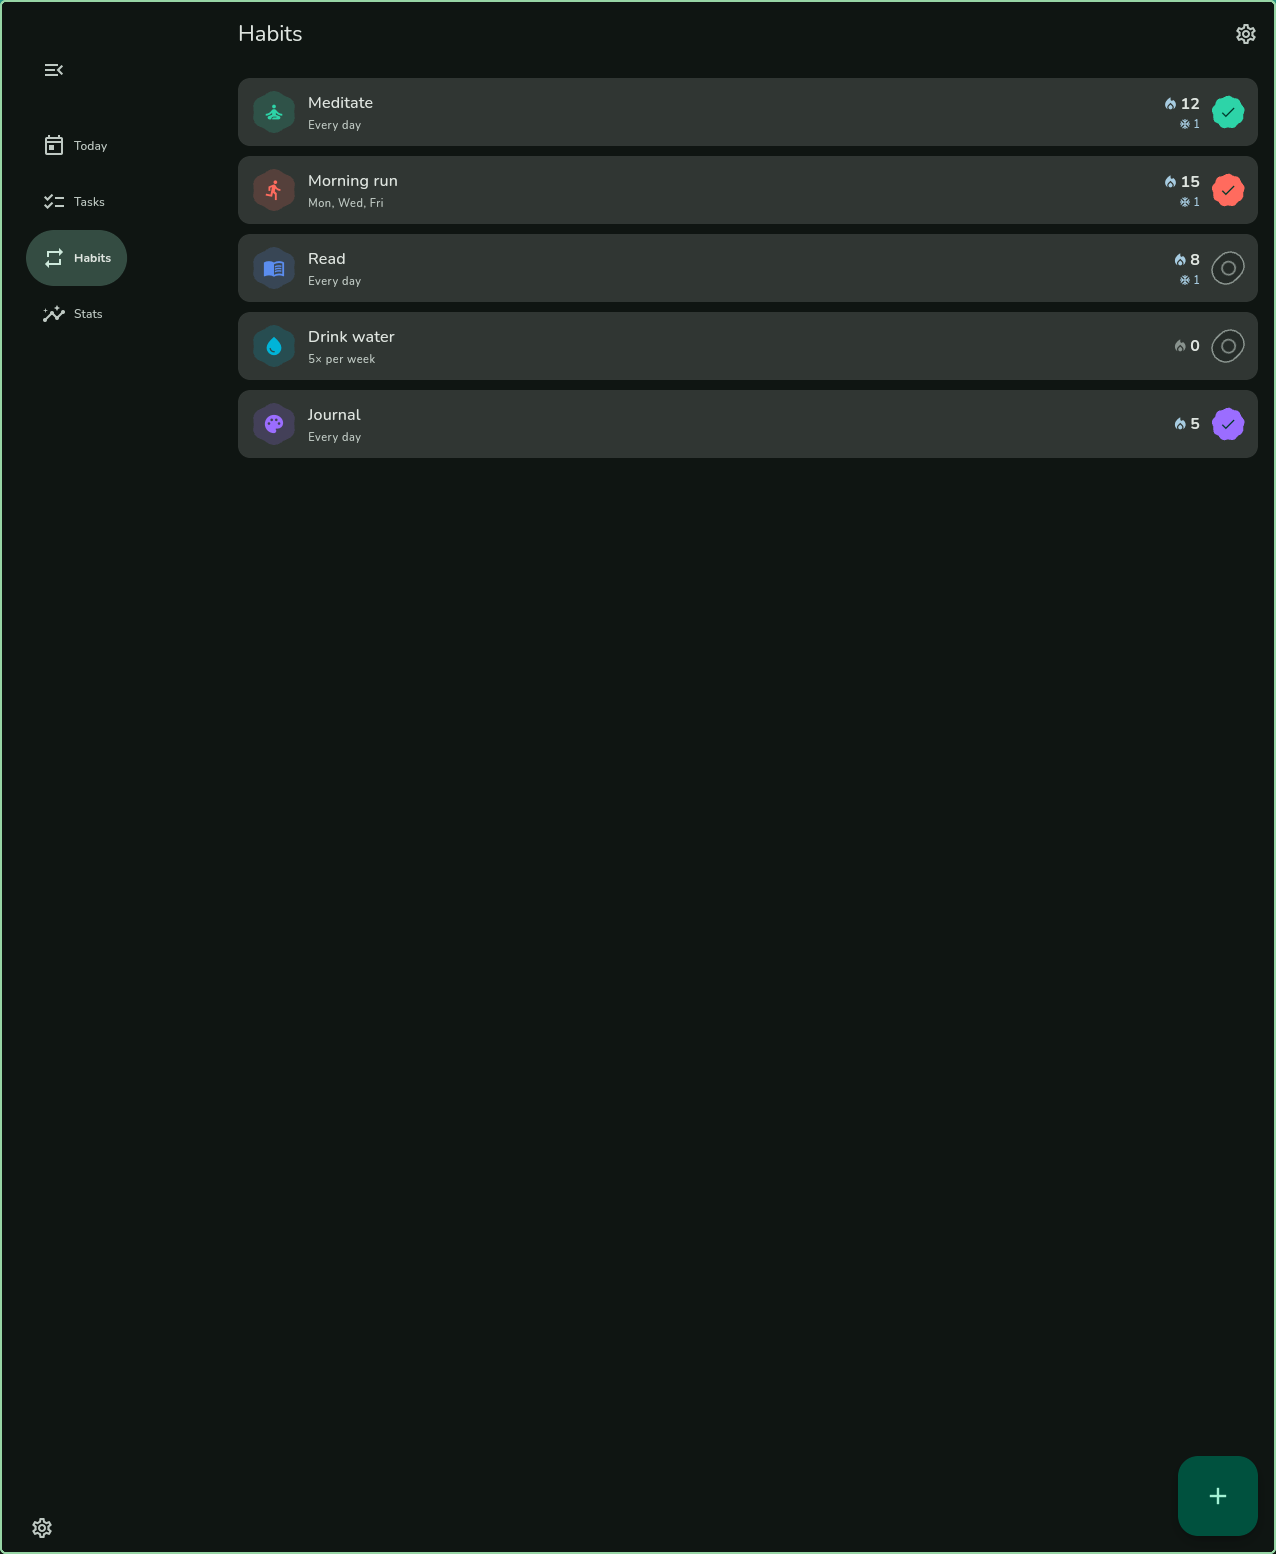 Habits
Today
Tasks
Habits
Stats
Meditate
Every day
12
1
Morning run
Mon, Wed, Fri
15
1
Read
Every day
8
1
Drink water
5× per week
0
Journal
Every day
5